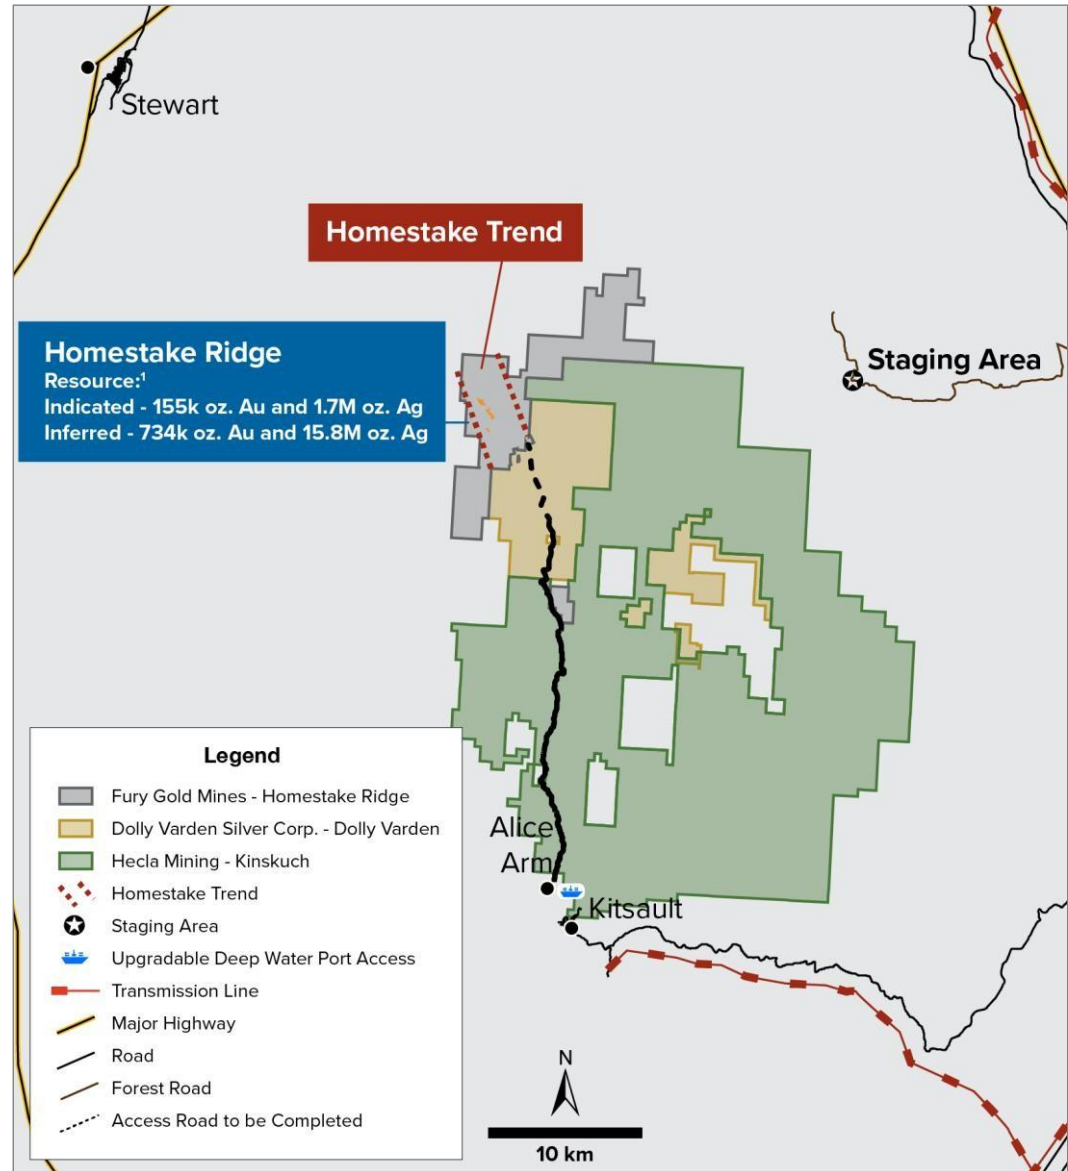 Stewart
Homestake Trend
Homestake Ridge
Resource:¹
Indicated - 155k oz. Au and 1.7M oz. Ag
Inferred - 734k oz. Au and 15.8M oz. Ag
Staging Area
Alice
Arm
Kitsault
Legend
Fury Gold Mines - Homestake Ridge
Dolly Varden Silver Corp. - Dolly Varden
Hecla Mining - Kinskuch
Homestake Trend
Staging Area
Upgradable Deep Water Port Access
Transmission Line
Major Highway
Road
Forest Road
Access Road to be Completed
N
10 km